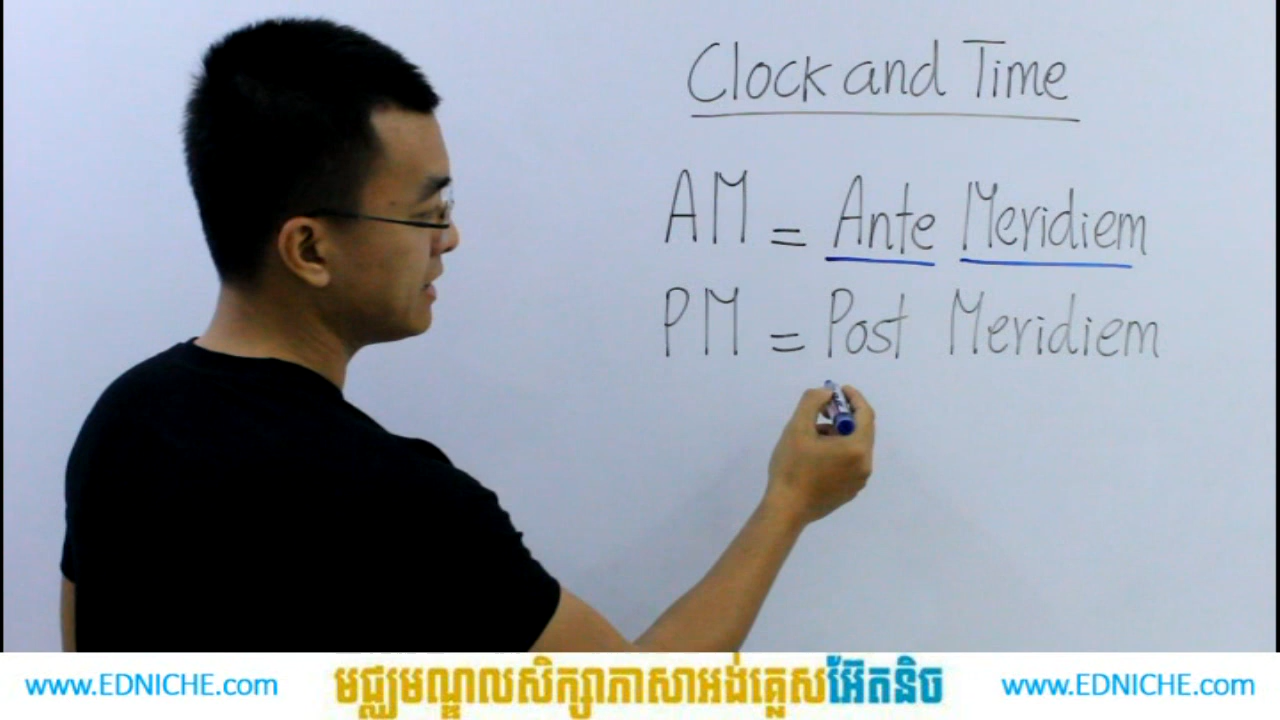 Clock and Time
AM = Ante Meridiem
PM = Post Meridiem
www.EDNICHE.com មជ្ឈមណ្ឌលសិក្សាភាសាអង់គ្លេសអ៊ែតនិច www.EDNICHE.com